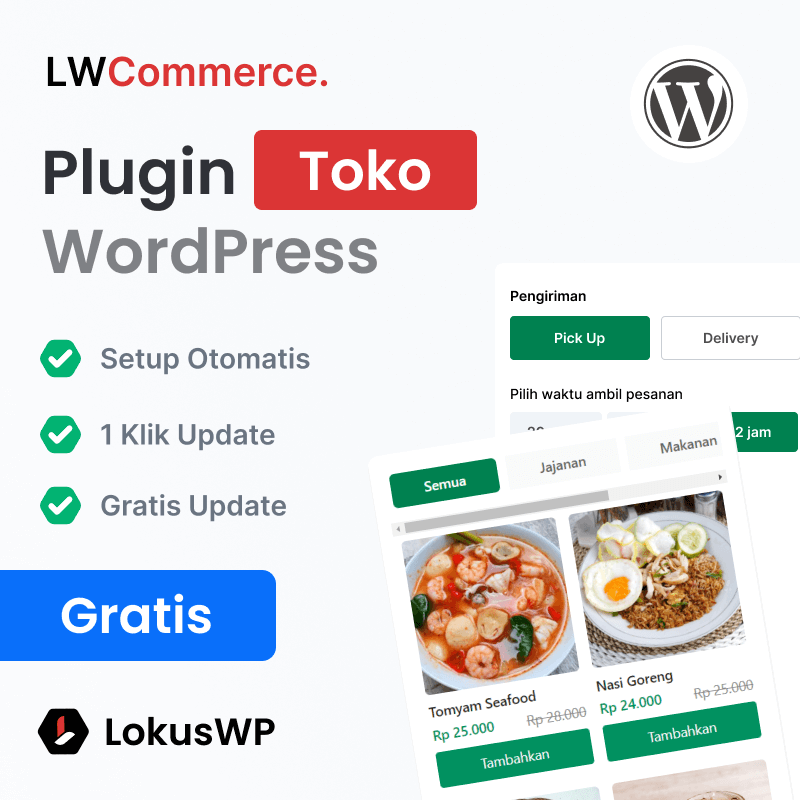 LWCommerce.
Plugin Toko
WordPress
Setup Otomatis
1 Klik Update
Gratis Update
Gratis
LokusWP
Pengiriman
Pick Up Delivery
Pilih waktu ambil pesanan
2 jam
Semua Jajanan Makanan
Tomyam Seafood
Rp 25.000 Rp 28.000
Tambahkan
Nasi Goreng
Rp 24.000 Rp 25.000
Tambahkan